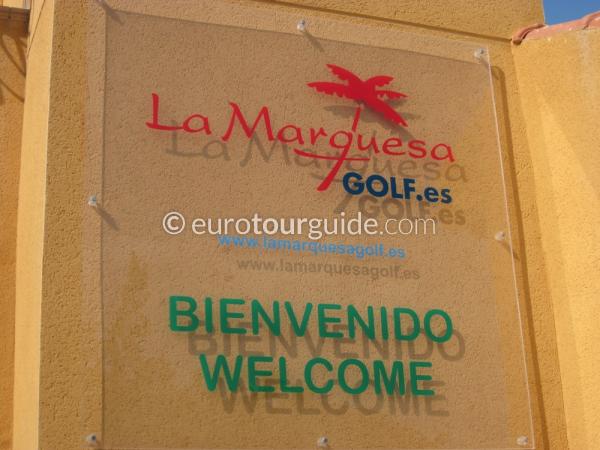 La Marquesa
GOLF.es
© eurotourguide.com
www.lamarquesagolf.es
BIENVENIDO
WELCOME